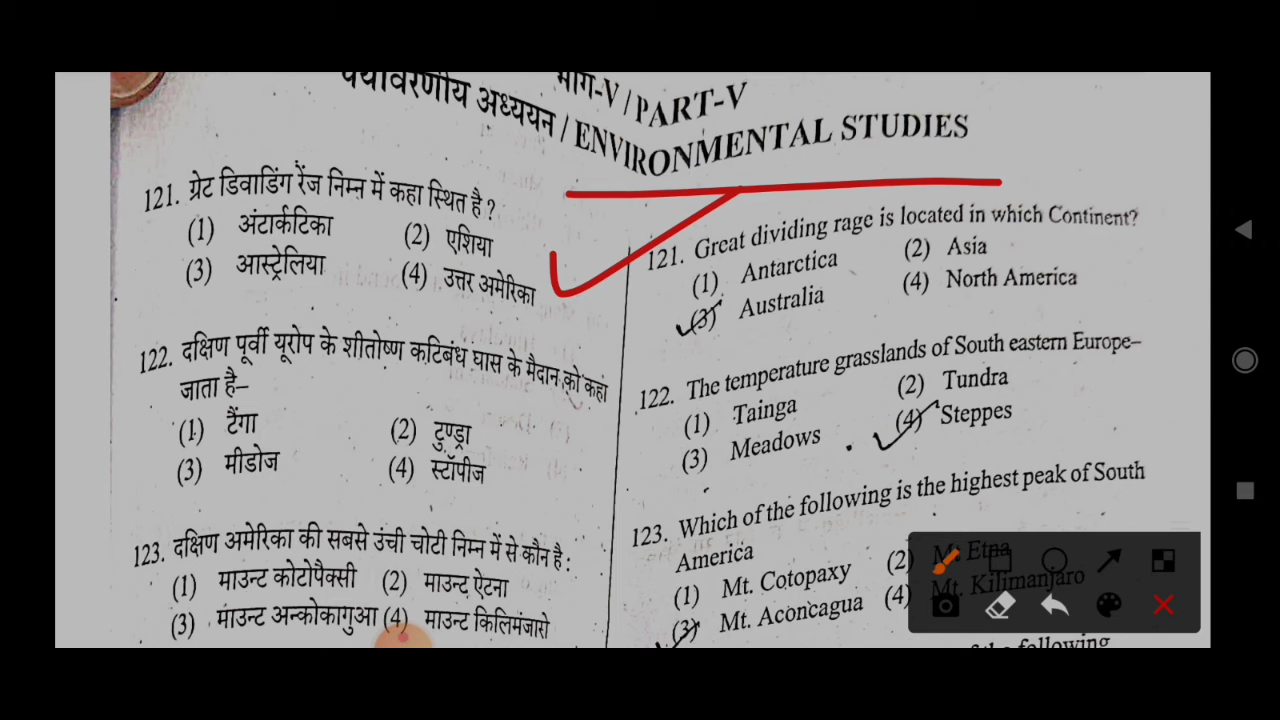 भाग-V / PART-V
पर्यावरणीय अध्ययन / ENVIRONMENTAL STUDIES
121. ग्रेट डिवाडिंग रेंज निम्न में कहा स्थित है ?
(1) अंटार्कटिका (2) एशिया
(3) आस्ट्रेलिया (4) उत्तर अमेरिका
122. दक्षिण पूर्वी यूरोप के शीतोष्ण कटिबंध घास के मैदान को कहा
जाता है–
(1) टैंगा (2) टुण्ड्रा
(3) मीडोज (4) स्टॉपीज
123. दक्षिण अमेरिका की सबसे उंची चोटी निम्न में से कौन है :
(1) माउन्ट कोटोपैक्सी (2) माउन्ट ऐटना
(3) माउन्ट अन्कोकागुआ (4) माउन्ट किलिमंजारो
121. Great dividing rage is located in which Continent?
(1) Antarctica (2) Asia
(3) Australia (4) North America
122. The temperature grasslands of South eastern Europe–
(1) Tainga (2) Tundra
(3) Meadows (4) Steppes
123. Which of the following is the highest peak of South
America
(1) Mt. Cotopaxy (2) Mt. Etna
(3) Mt. Aconcagua (4) Mt. Kilimanjaro
the following